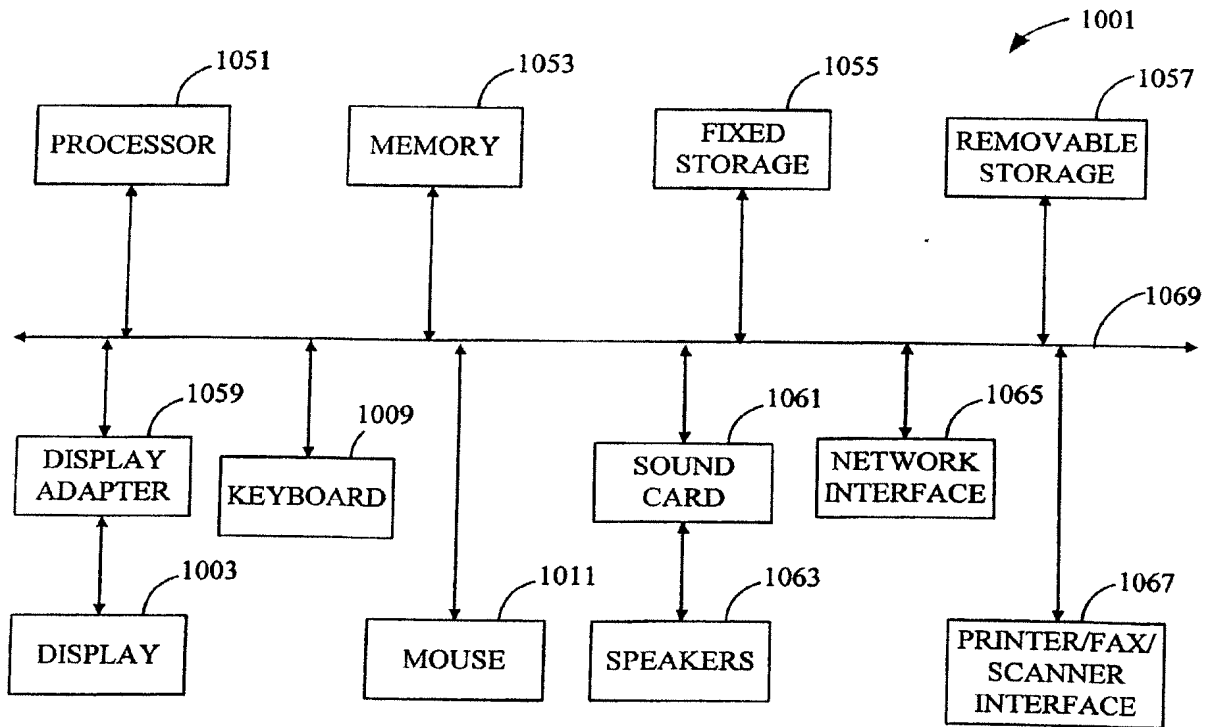 1001
1051
1053
1055
1057
PROCESSOR
MEMORY
FIXED
STORAGE
REMOVABLE
STORAGE
1069
1059
1009
1061
1065
DISPLAY
ADAPTER
KEYBOARD
SOUND
CARD
NETWORK
INTERFACE
1003
1011
1063
1067
DISPLAY
MOUSE
SPEAKERS
PRINTER/FAX/
SCANNER
INTERFACE